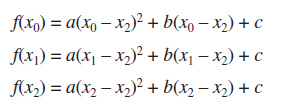 f(x₀) = a(x₀ – x₂)² + b(x₀ – x₂) + c
f(x₁) = a(x₁ – x₂)² + b(x₁ – x₂) + c
f(x₂) = a(x₂ – x₂)² + b(x₂ – x₂) + c